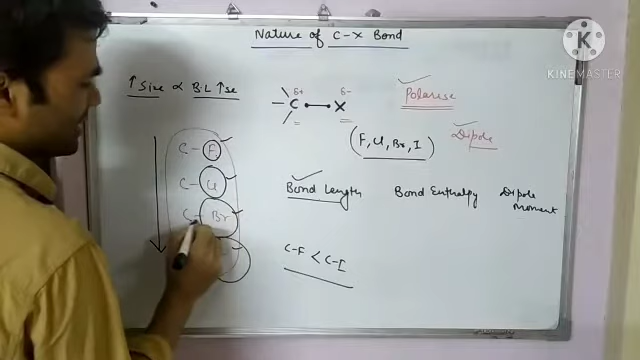 Nature of C-X Bond
K
KINEMASTER
↑ Size ∝ B.L ↑se
δ+ δ-
C X
Polarise
Dipole
(F, Cl, Br, I)
C - F
C - Cl
C - Br
Bond Length Bond Enthalpy Dipole Moment
C-F < C-I